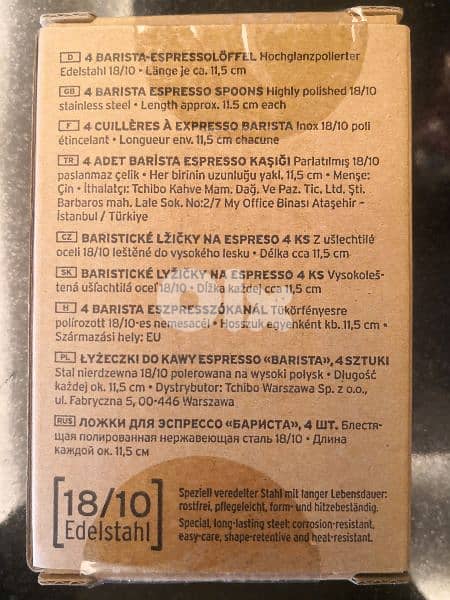 D 4 BARISTA-ESPRESSOLÖFFEL Hochglanzpolierter
Edelstahl 18/10 • Länge je ca. 11,5 cm
GB 4 BARISTA ESPRESSO SPOONS Highly polished 18/10
stainless steel • Length approx. 11.5 cm each
F 4 CUILLÈRES À EXPRESSO BARISTA Inox 18/10 poli
étincelant • Longueur env. 11,5 cm chacune
TR 4 ADET BARİSTA ESPRESSO KAŞIĞI Parlatılmış 18/10
paslanmaz çelik • Her birinin uzunluğu yakl. 11,5 cm • Menşe:
Çin • İthalatçı: Tchibo Kahve Mam. Dağ. Ve Paz. Tic. Ltd. Şti.
Barbaros mah. Lale Sok. No:2/7 My Office Binası Ataşehir –
İstanbul / Türkiye
CZ BARISTICKÉ LŽIČKY NA ESPRESO 4 KS Z ušlechtilé
oceli 18/10 leštěné do vysokého lesku • Délka cca 11,5 cm
SK BARISTICKÉ LYŽIČKY NA ESPRESSO 4 KS Vysokoleš-
tená ušľachtilá oceľ 18/10 • Dĺžka každej cca 11,5 cm
H 4 BARISTA ESZPRESSZÓKANÁL Tükörfényesre
polírozott 18/10-es nemesacél • Hosszuk egyenként kb. 11,5 cm •
Származási hely: EU
PL ŁYŻECZKI DO KAWY ESPRESSO «BARISTA», 4 SZTUKI
Stal nierdzewna 18/10 polerowana na wysoki połysk • Długość
każdej ok. 11,5 cm • Dystrybutor: Tchibo Warszawa Sp. z o.o.,
ul. Fabryczna 5, 00-446 Warszawa
RUS ЛОЖКИ ДЛЯ ЭСПРЕССО «БАРИСТА», 4 ШТ. Блестя-
щая полированная нержавеющая сталь 18/10 • Длина
каждой ок. 11,5 см
[18/10
Edelstahl]
Speziell veredelter Stahl mit langer Lebensdauer:
rostfrei, pflegeleicht, form- und hitzebeständig.
Special, long-lasting steel: corrosion-resistant,
easy-care, shape-retentive and heat-resistant.